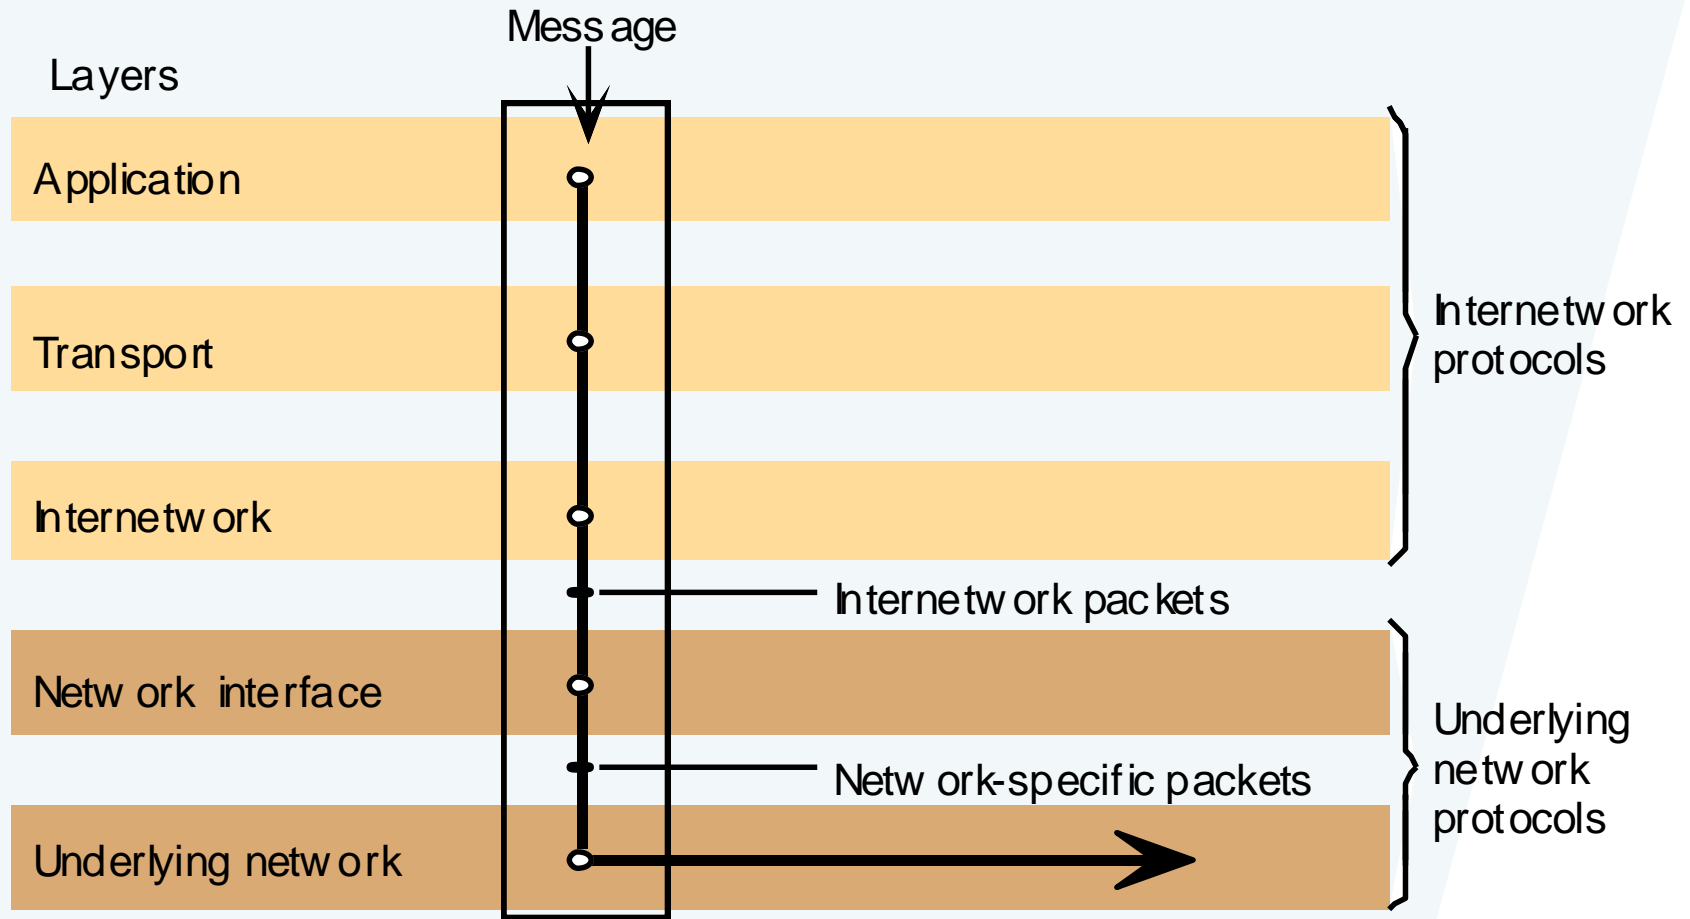 Message
Layers
Application
Transport
Internetwork
protocols
Internetwork
Internetwork packets
Network interface
Network-specific packets
Underlying
network
protocols
Underlying network